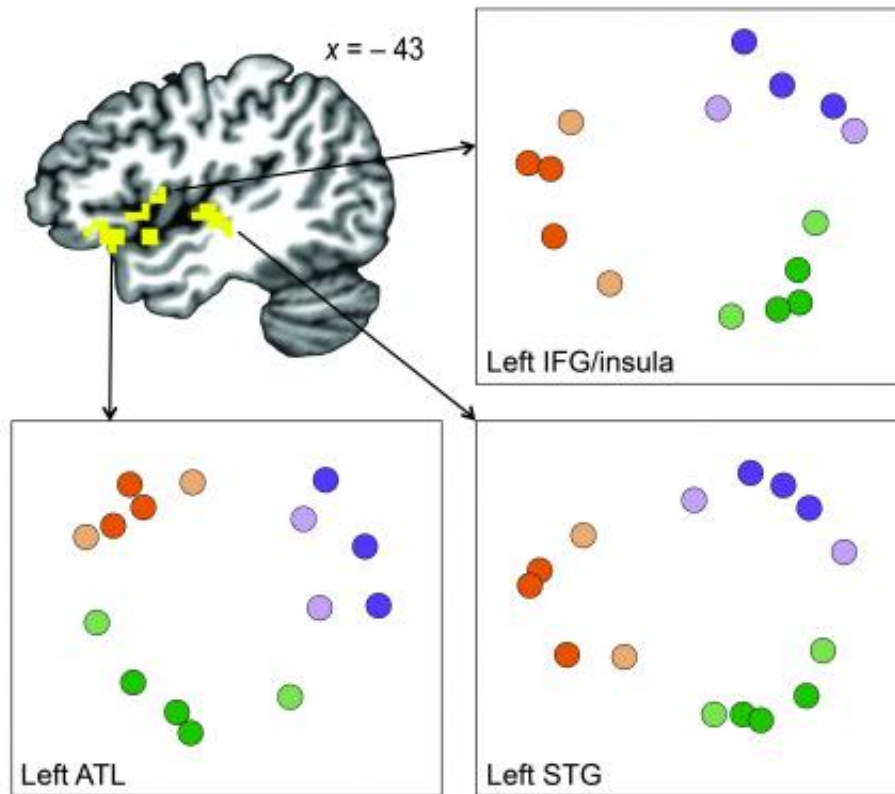 x = – 43
Left IFG/insula
Left ATL
Left STG